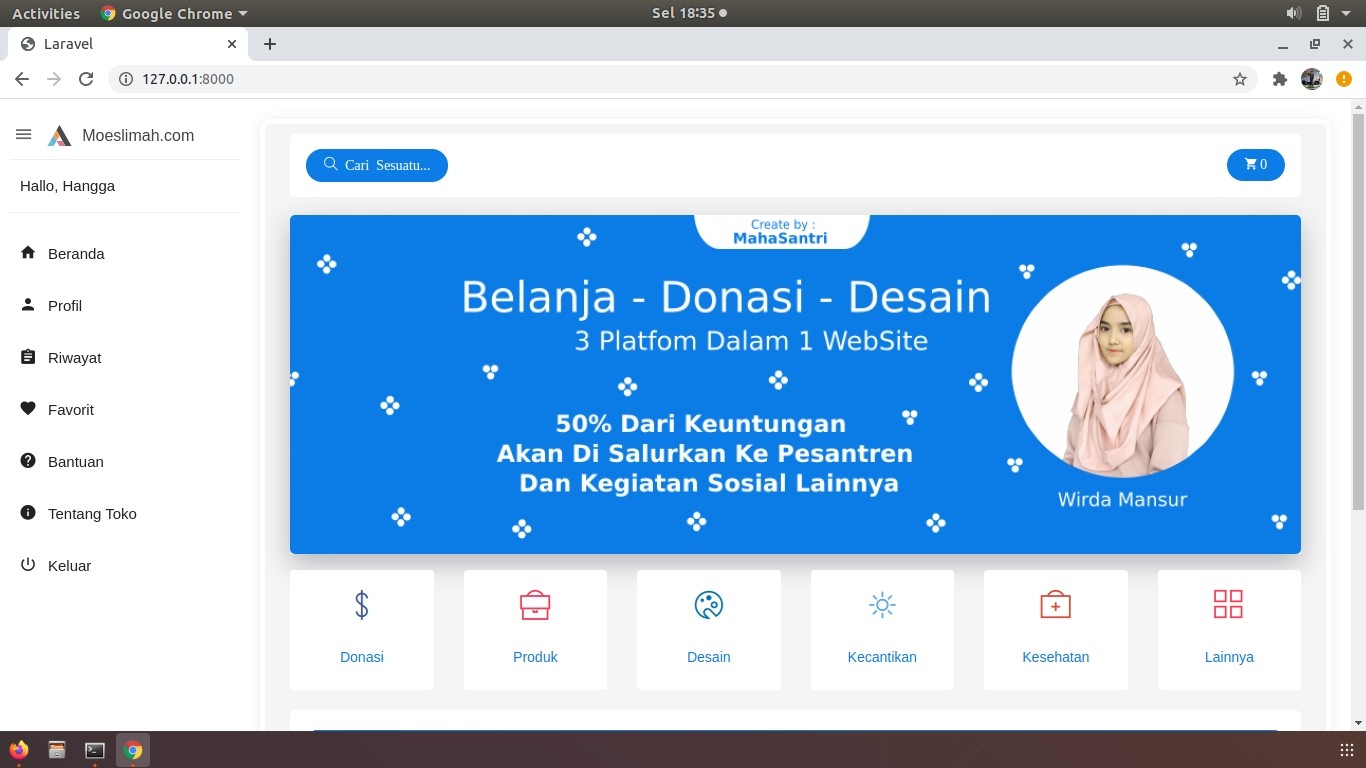 Activities
Google Chrome
Sel 18:35
Laravel
127.0.0.1:8000
Moeslimah.com
Hallo, Hangga
Beranda
Profil
Riwayat
Favorit
Bantuan
Tentang Toko
Keluar
Cari Sesuatu...
0
Create by :
MahaSantri
Belanja - Donasi - Desain
3 Platfom Dalam 1 WebSite
50% Dari Keuntungan
Akan Di Salurkan Ke Pesantren
Dan Kegiatan Sosial Lainnya
Wirda Mansur
Donasi
Produk
Desain
Kecantikan
Kesehatan
Lainnya